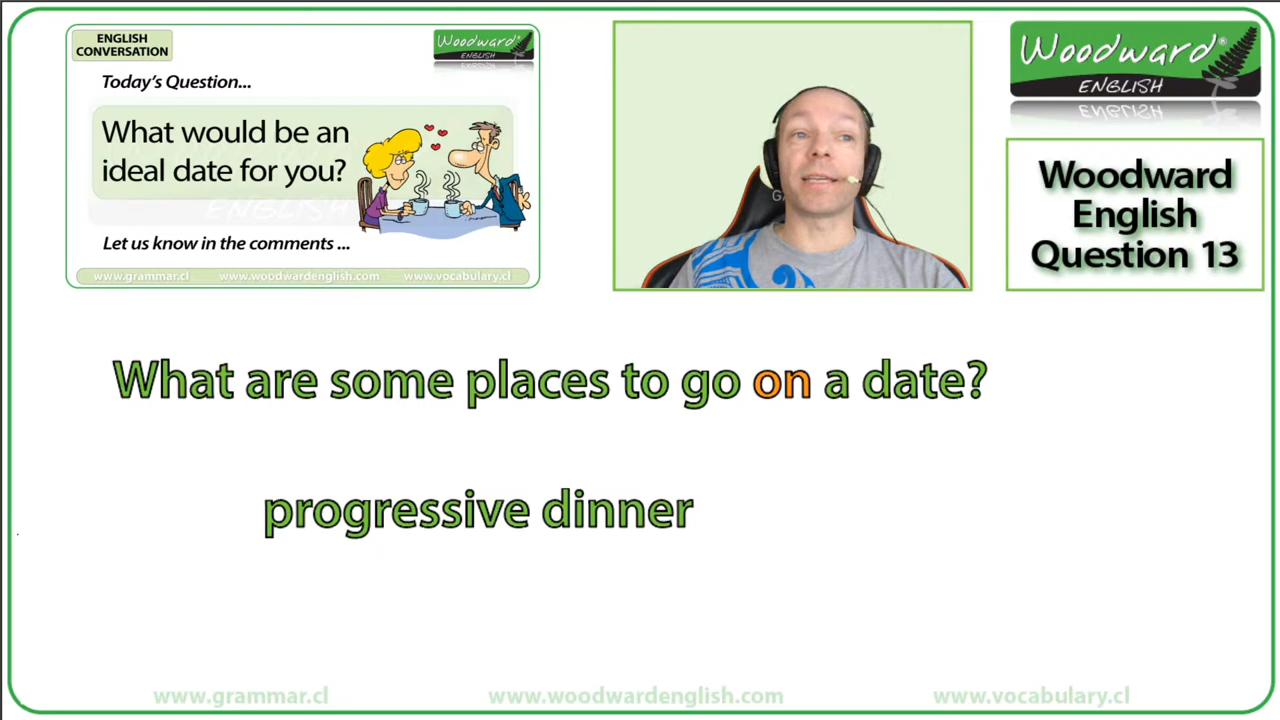 ENGLISH
CONVERSATION
Woodward
ENGLISH
Today's Question...
What would be an
ideal date for you?
Let us know in the comments ...
www.grammar.cl www.woodwardenglish.com www.vocabulary.cl
Woodward®
ENGLISH
Woodward
English
Question 13
What are some places to go on a date?
progressive dinner
www.grammar.cl www.woodwardenglish.com www.vocabulary.cl